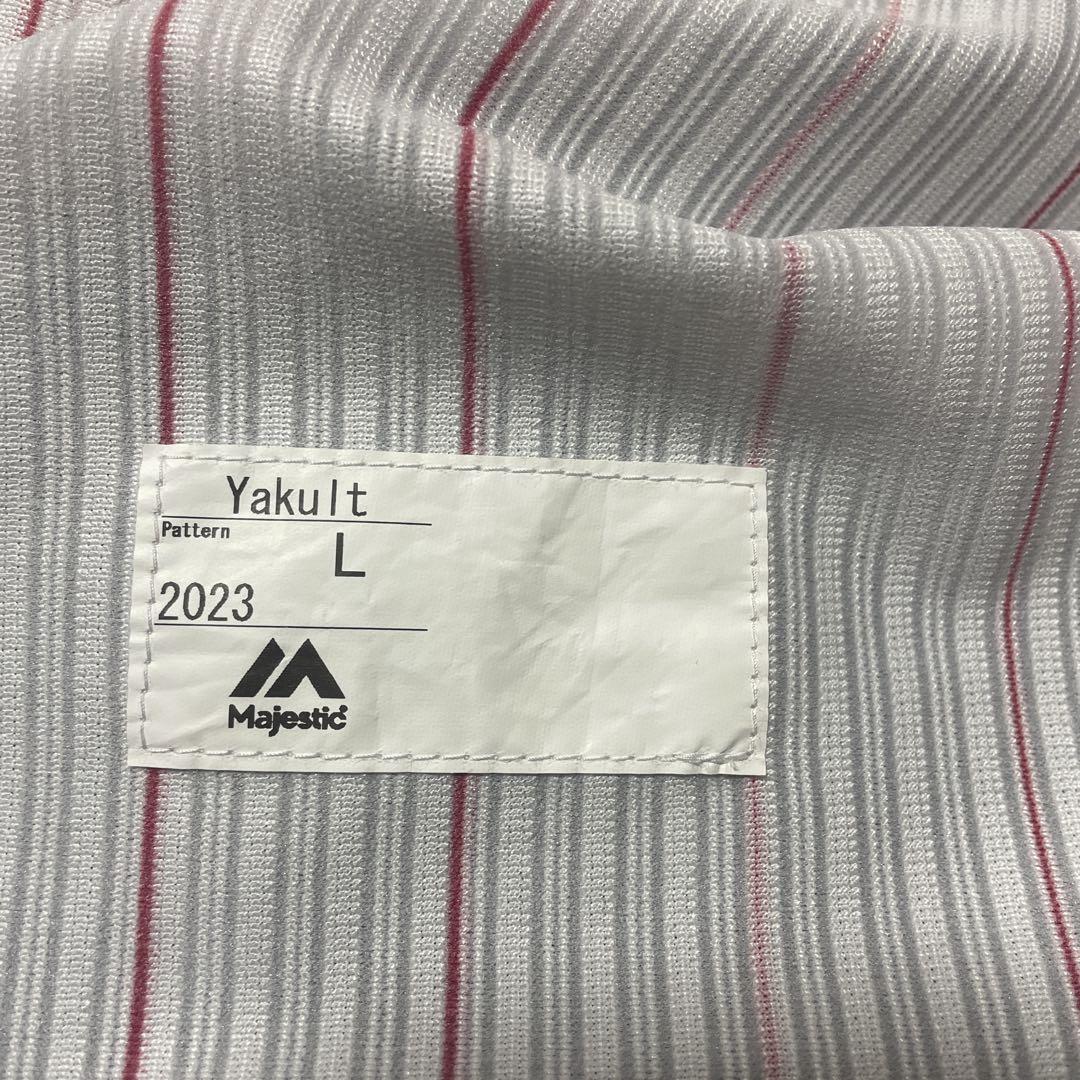 Yakult
Pattern
L
2023
Majestic